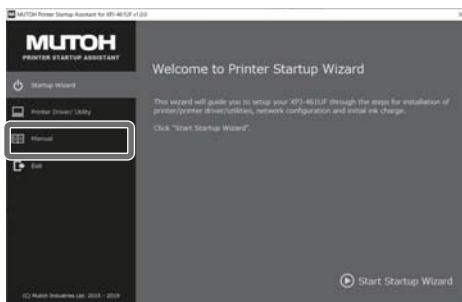 MUTOH Printer Startup Assistant for XPJ-461UF v1.0.0
MUTOH
PRINTER STARTUP ASSISTANT
Startup Wizard
Printer Driver/ Utility
Manual
Exit
(C) Mutoh Industries Ltd. 2015 - 2019
Welcome to Printer Startup Wizard
This wizard will guide you to setup your XPJ-461UF through the steps for installation of
printer/printer driver/utilities, network configuration and initial ink charge.
Click "Start Startup Wizard".
Start Startup Wizard